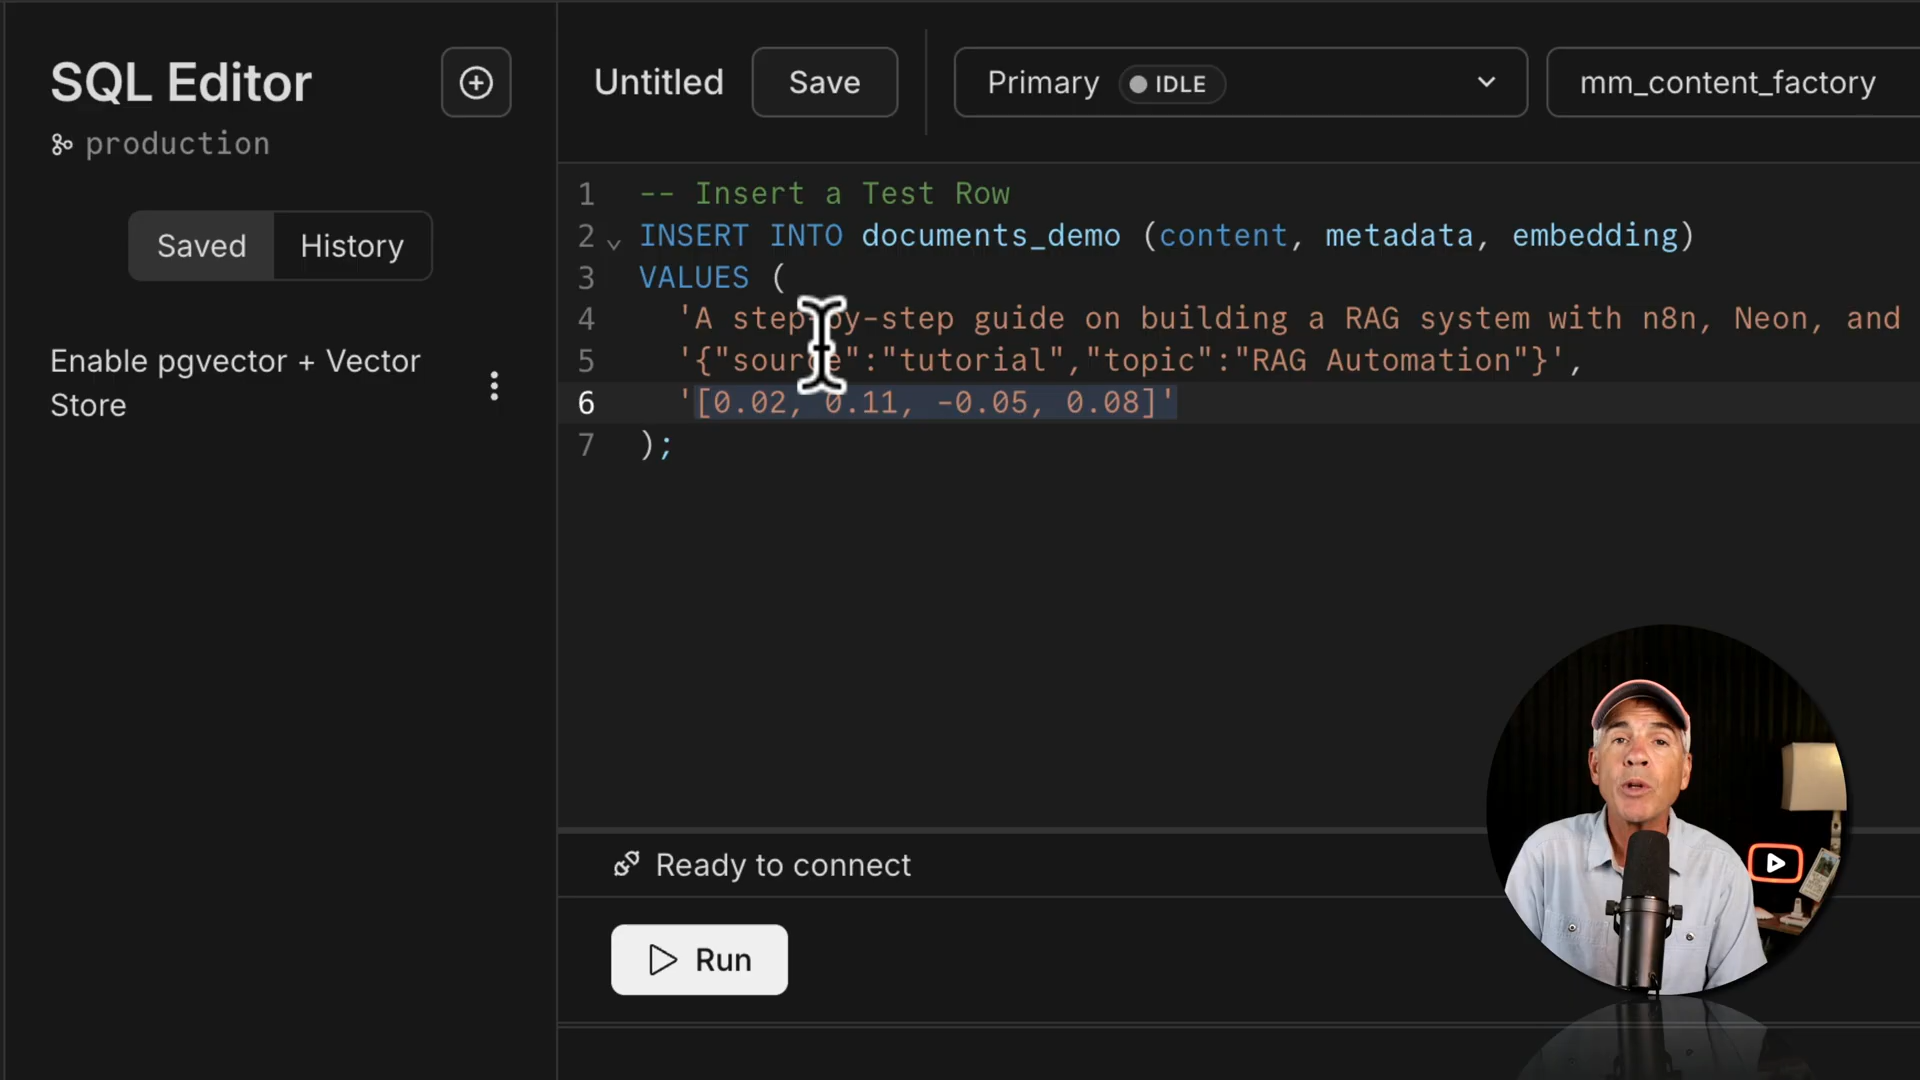 SQL Editor
production
Saved
History
Enable pgvector + Vector
Store
Untitled
Save
Primary
IDLE
mm_content_factory
1 -- Insert a Test Row
2 INSERT INTO documents_demo (content, metadata, embedding)
3 VALUES (
4 'A step-by-step guide on building a RAG system with n8n, Neon, and
5 '{"source":"tutorial","topic":"RAG Automation"}',
6 '[0.02, 0.11, -0.05, 0.08]'
7 );
Ready to connect
Run